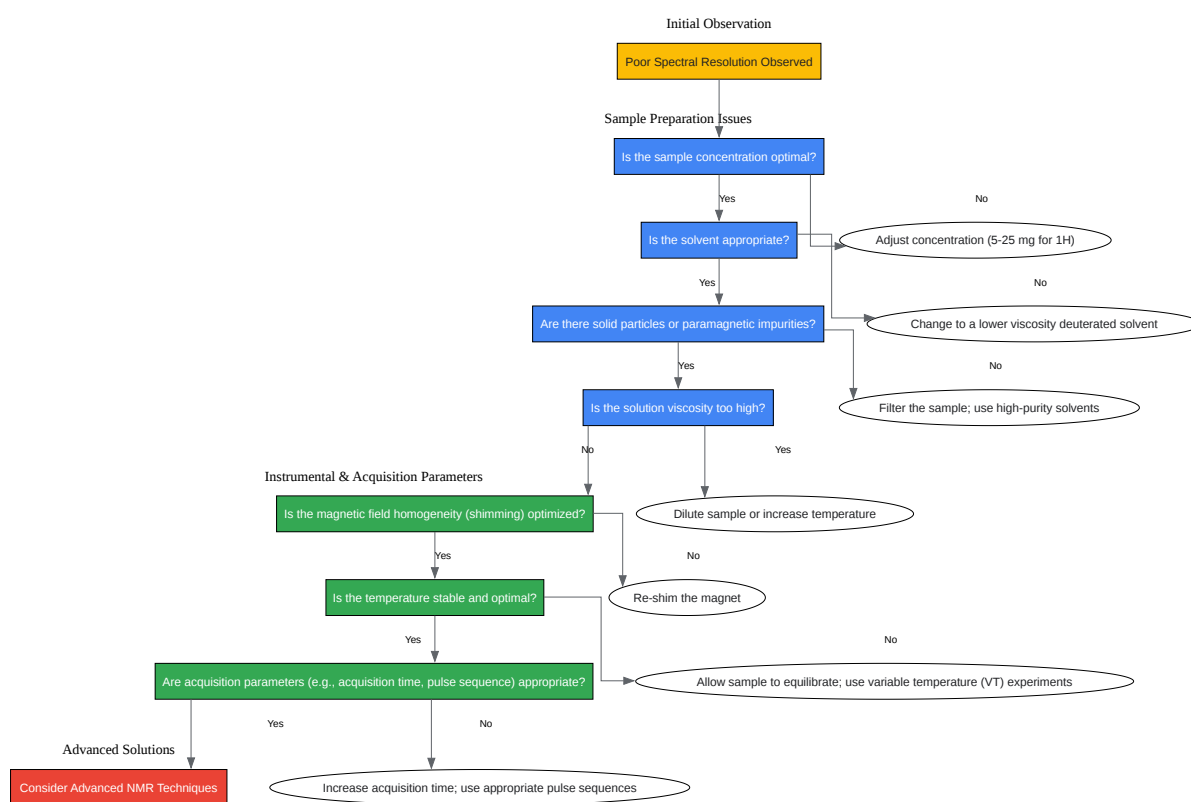 Initial Observation
Poor Spectral Resolution Observed
Sample Preparation Issues
Is the sample concentration optimal?
Yes
No
Is the solvent appropriate?
Adjust concentration (5-25 mg for 1H)
Yes
No
Are there solid particles or paramagnetic impurities?
Change to a lower viscosity deuterated solvent
Yes
No
Is the solution viscosity too high?
Filter the sample; use high-purity solvents
No
Yes
Instrumental & Acquisition Parameters
Is the magnetic field homogeneity (shimming) optimized?
Dilute sample or increase temperature
Yes
No
Is the temperature stable and optimal?
Re-shim the magnet
Yes
No
Are acquisition parameters (e.g., acquisition time, pulse sequence) appropriate?
Allow sample to equilibrate; use variable temperature (VT) experiments
Yes
No
Advanced Solutions
Consider Advanced NMR Techniques
Increase acquisition time; use appropriate pulse sequences